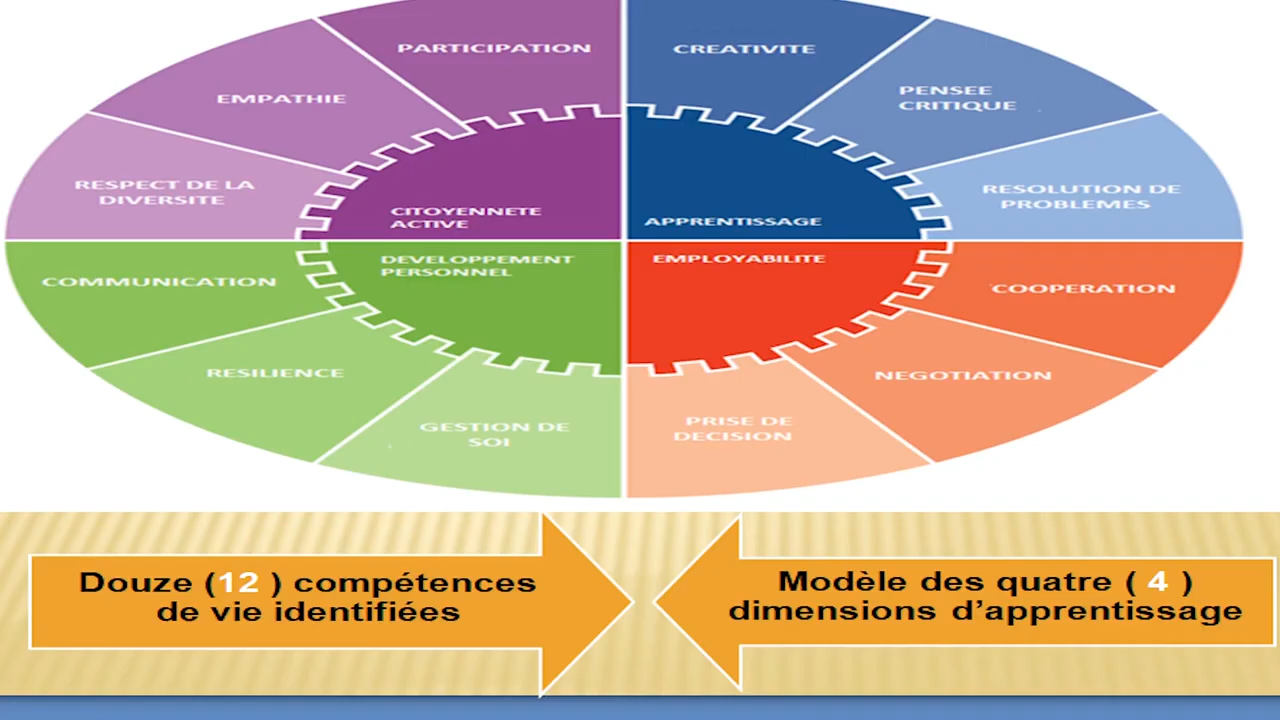 PARTICIPATION
CREATIVITE
EMPATHIE
PENSEE
CRITIQUE
RESPECT DE LA
DIVERSITE
RESOLUTION DE
PROBLEMES
CITOYENNETE
ACTIVE
APPRENTISSAGE
DEVELOPPEMENT
PERSONNEL
EMPLOYABILITE
COMMUNICATION
COOPERATION
RESILIENCE
NEGOTIATION
GESTION DE
SOI
PRISE DE
DECISION
Douze (12 ) compétences
de vie identifiées
Modèle des quatre ( 4 )
dimensions d’apprentissage